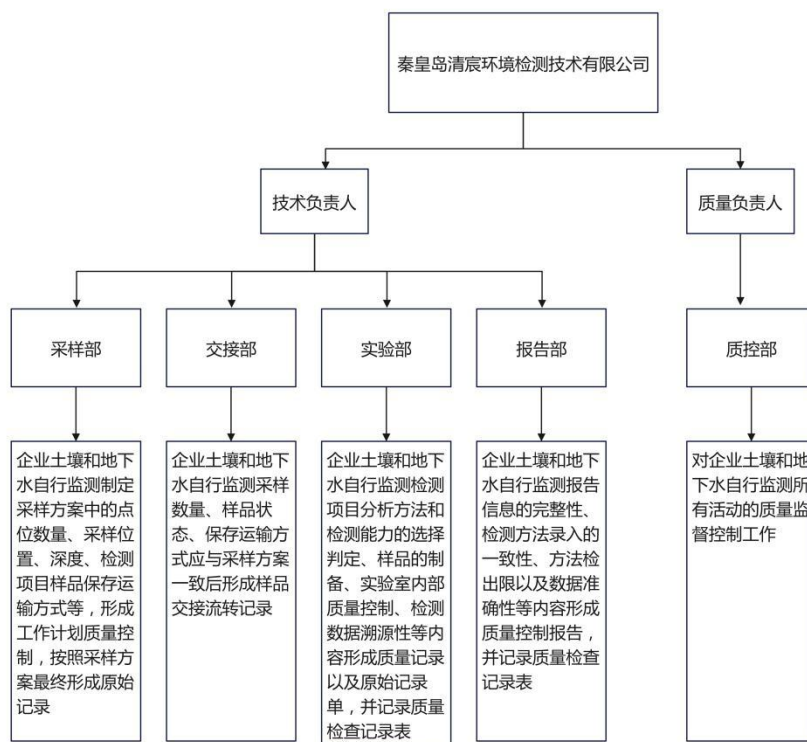 秦皇岛清宸环境检测技术有限公司
技术负责人
质量负责人
采样部
交接部
实验部
报告部
质控部
企业土壤和地下
水自行监测制定
采样方案中的点
位数量、采样位
置、深度、检测
项目样品保存运
输方式等，形成
工作计划质量控
制，按照采样方
案最终形成原始
记录
企业土壤和地下
水自行监测采样
数量、样品状
态、保存运输方
式应与采样方案
一致后形成样品
交接流转记录
企业土壤和地下
水自行监测检测
项目分析方法和
检测能力的选择
判定、样品的制
备、实验室内部
质量控制、检测
数据溯源性等内
容形成质量记录
以及原始记录
单，并记录质量
检查记录表
企业土壤和地下
水自行监测报告
信息的完整性、
检测方法录入的
一致性、方法检
出限以及数据准
确性等内容形成
质量控制报告，
并记录质量检查
记录表
对企业土壤和地
下水自行监测所
有活动的质量监
督控制工作